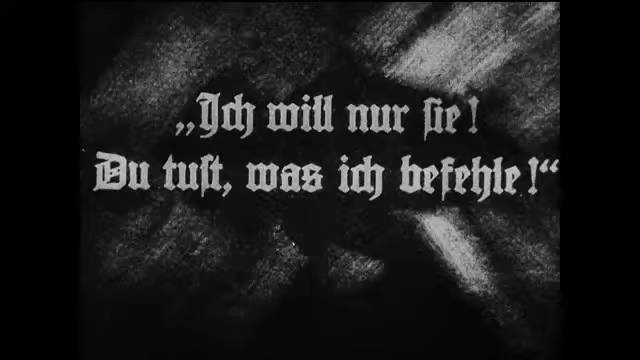 „Ich will nur sie!
Du tust, was ich befehle!“